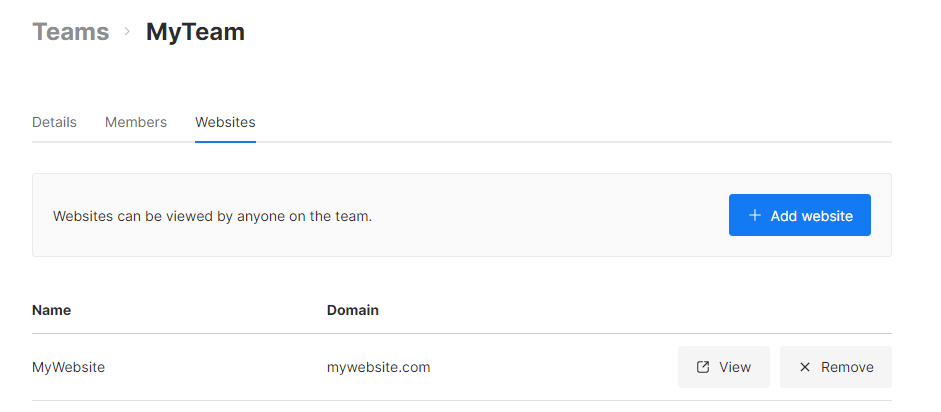 Teams > MyTeam
Details Members Websites
Websites can be viewed by anyone on the team.
+ Add website
Name Domain
MyWebsite mywebsite.com View Remove